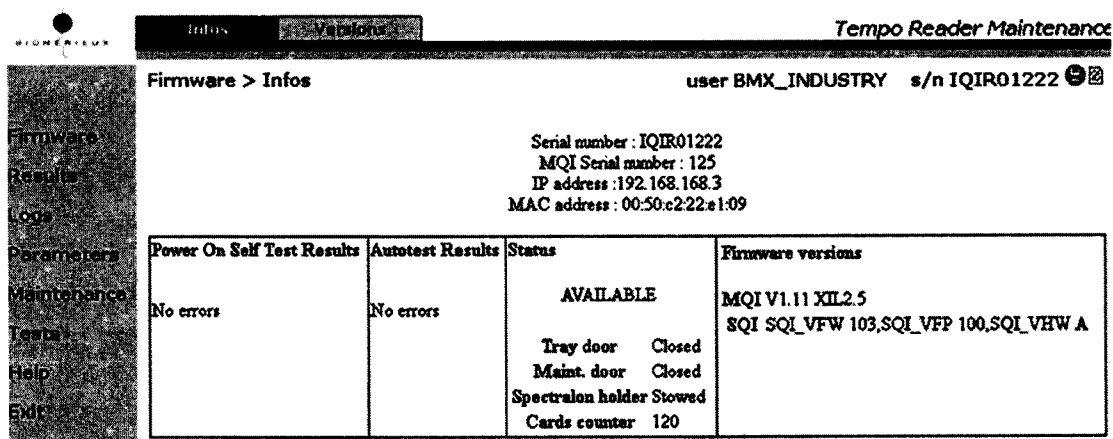 BIOMÉRIEUX
Infos Versions
Tempo Reader Maintenance
Firmware > Infos user BMX_INDUSTRY s/n IQIR01222
Firmware
Results
Logs
Parameters
Maintenance
Tests
Help
Exit
Serial number : IQIR01222
MQI Serial number : 125
IP address :192.168.168.3
MAC address : 00:50:c2:22:e1:09
Power On Self Test Results
No errors
Autotest Results
No errors
Status
AVAILABLE
Tray door Closed
Maint. door Closed
Spectralon holder Stowed
Cards counter 120
Firmware versions
MQI V1.11 XIL2.5
SQI SQI_VFW 103,SQI_VFP 100,SQI_VHW A